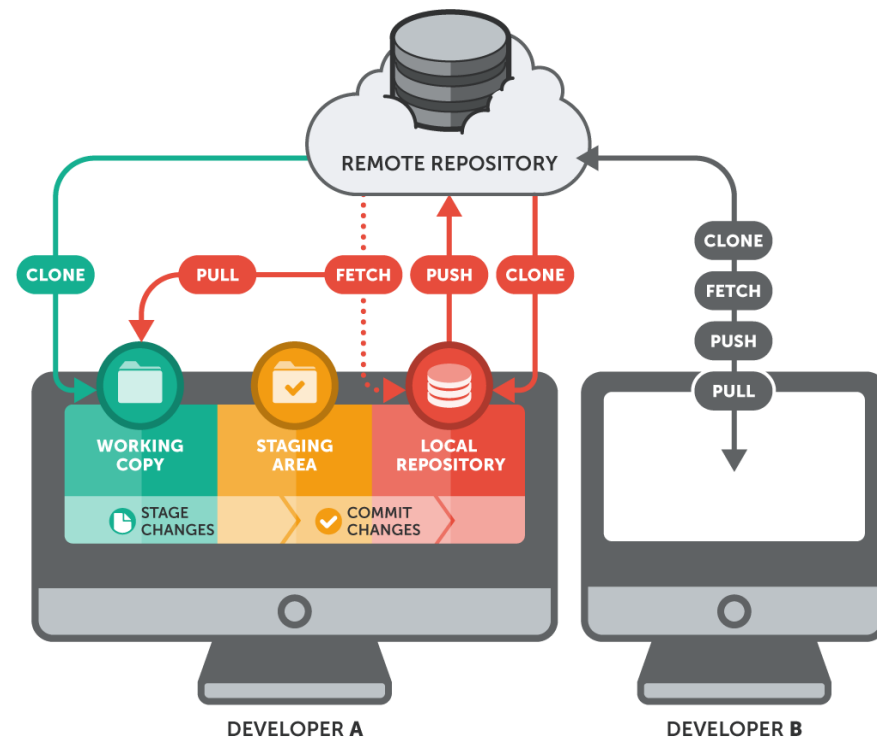 REMOTE REPOSITORY
CLONE
PULL
FETCH
PUSH
CLONE
WORKING
COPY
STAGING
AREA
LOCAL
REPOSITORY
STAGE
CHANGES
COMMIT
CHANGES
DEVELOPER A
CLONE
FETCH
PUSH
PULL
DEVELOPER B